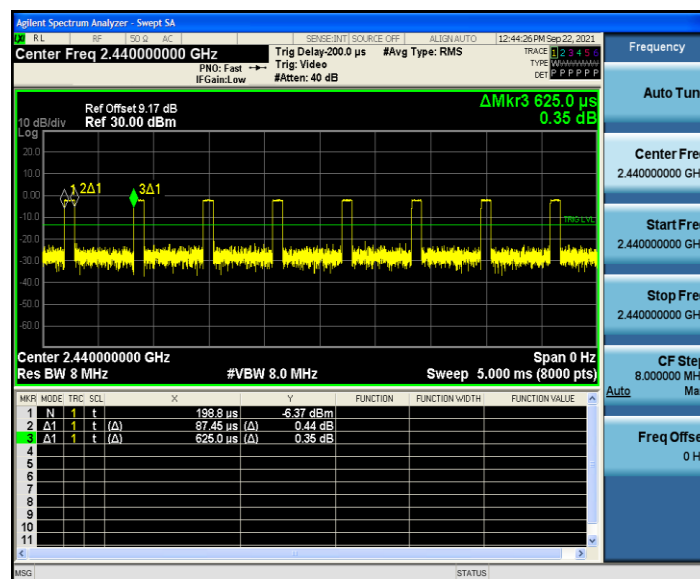 Agilent Spectrum Analyzer - Swept SA
RL RF 50 Ω AC SENSE:INT SOURCE OFF ALIGN AUTO 12:44:26 PM Sep 22, 2021
Center Freq 2.440000000 GHz
PNO: Fast
IFGain:Low
Trig Delay-200.0 µs #Avg Type: RMS
Trig: Video
#Atten: 40 dB
TRACE 1 2 3 4 5 6
TYPE W
DET P P P P P P
ΔMkr3 625.0 µs
0.35 dB
Ref Offset 9.17 dB
10 dB/div Ref 30.00 dBm
Log
20.0
10.0
0.00
-10.0
-20.0
-30.0
-40.0
-50.0
-60.0
1 2Δ1 3Δ1
TRIG LVL
Center 2.440000000 GHz Span 0 Hz
Res BW 8 MHz #VBW 8.0 MHz Sweep 5.000 ms (8000 pts)
MKR MODE TRC SCL X Y FUNCTION FUNCTION WIDTH FUNCTION VALUE
1 N 1 t 198.8 µs -6.37 dBm
2 Δ1 1 t (Δ) 87.45 µs (Δ) 0.44 dB
3 Δ1 1 t (Δ) 625.0 µs (Δ) 0.35 dB
4
5
6
7
8
9
10
11
MSG STATUS
Frequency
Auto Tun
Center Fre
2.440000000 GH
Start Fre
2.440000000 GH
Stop Fre
2.440000000 GH
CF Step
8.000000 MH
Auto Ma
Freq Offse
0 H